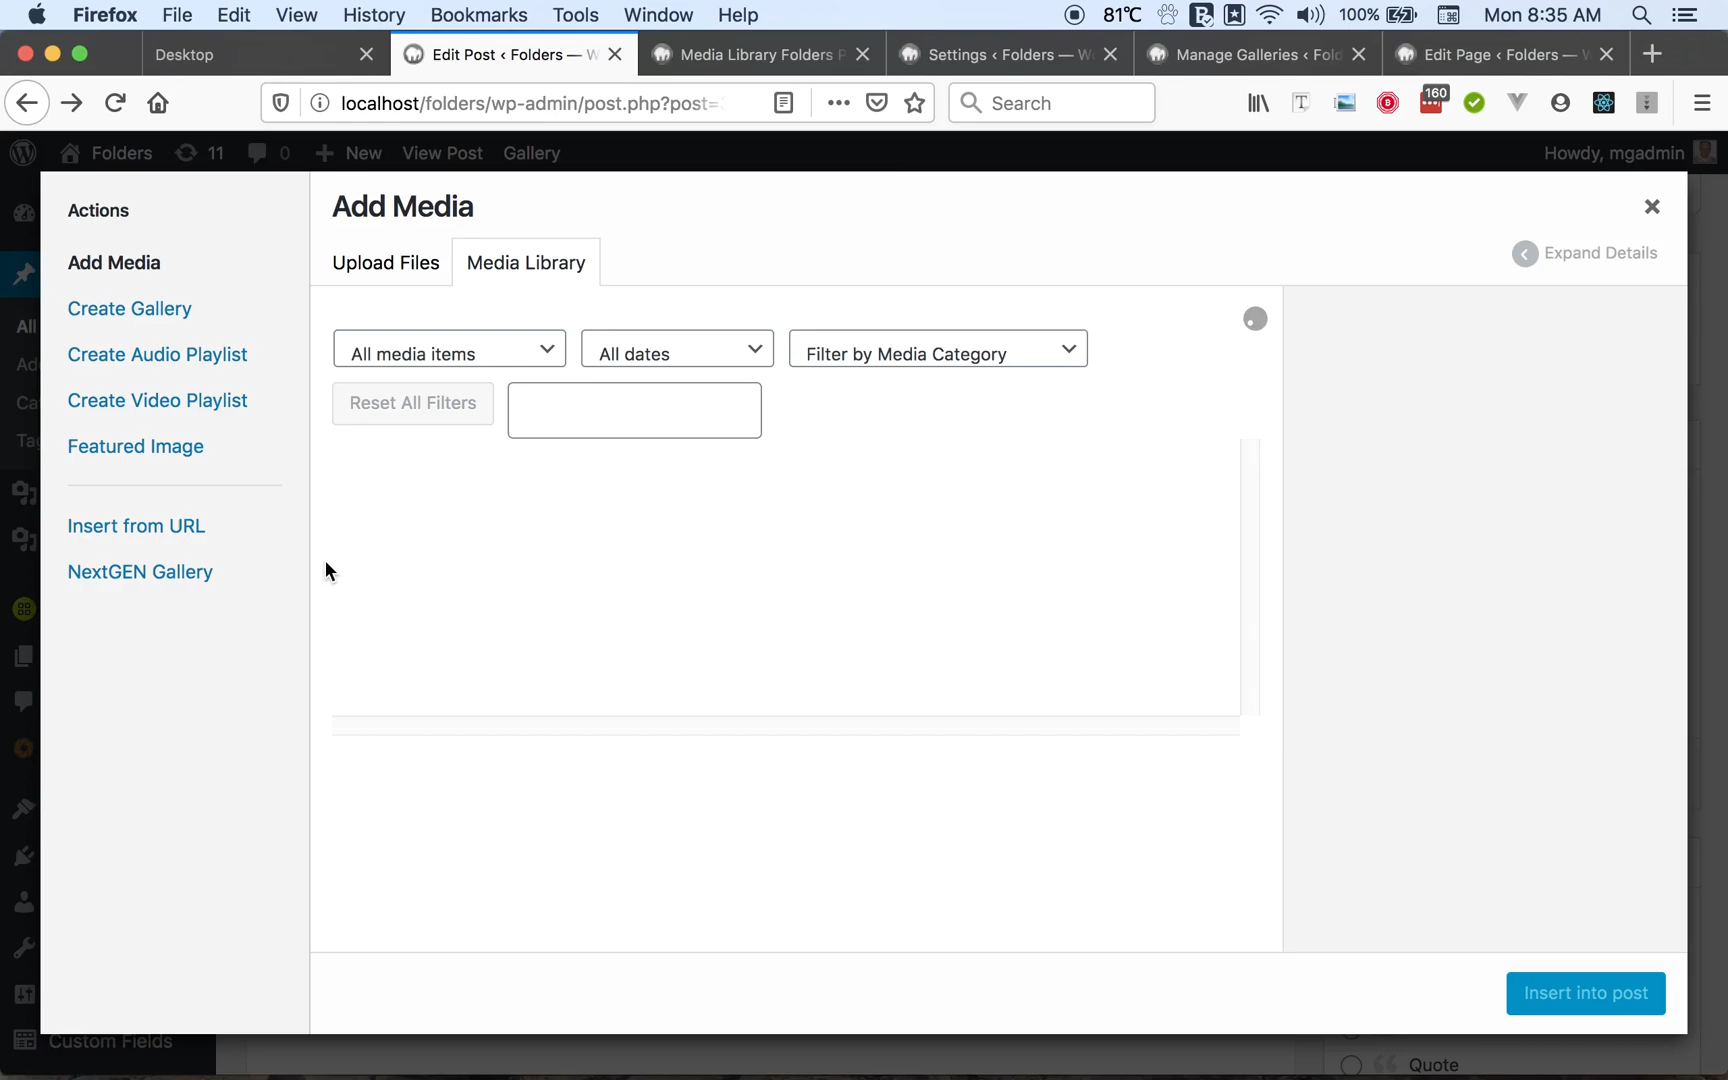 Firefox File Edit View History Bookmarks Tools Window Help 81℃ 100% Mon 8:35 AM
Desktop Edit Post ‹ Folders — W Media Library Folders P Settings ‹ Folders — W Manage Galleries ‹ Fol Edit Page ‹ Folders —
localhost/folders/wp-admin/post.php?post= Search 160
Folders 11 0 New View Post Gallery Howdy, mgadmin
Actions
Add Media
Create Gallery
Create Audio Playlist
Create Video Playlist
Featured Image
Insert from URL
NextGEN Gallery
Add Media
Expand Details
Upload Files Media Library
All media items All dates Filter by Media Category
Reset All Filters
Insert into post
All
Custom Fields
Quote